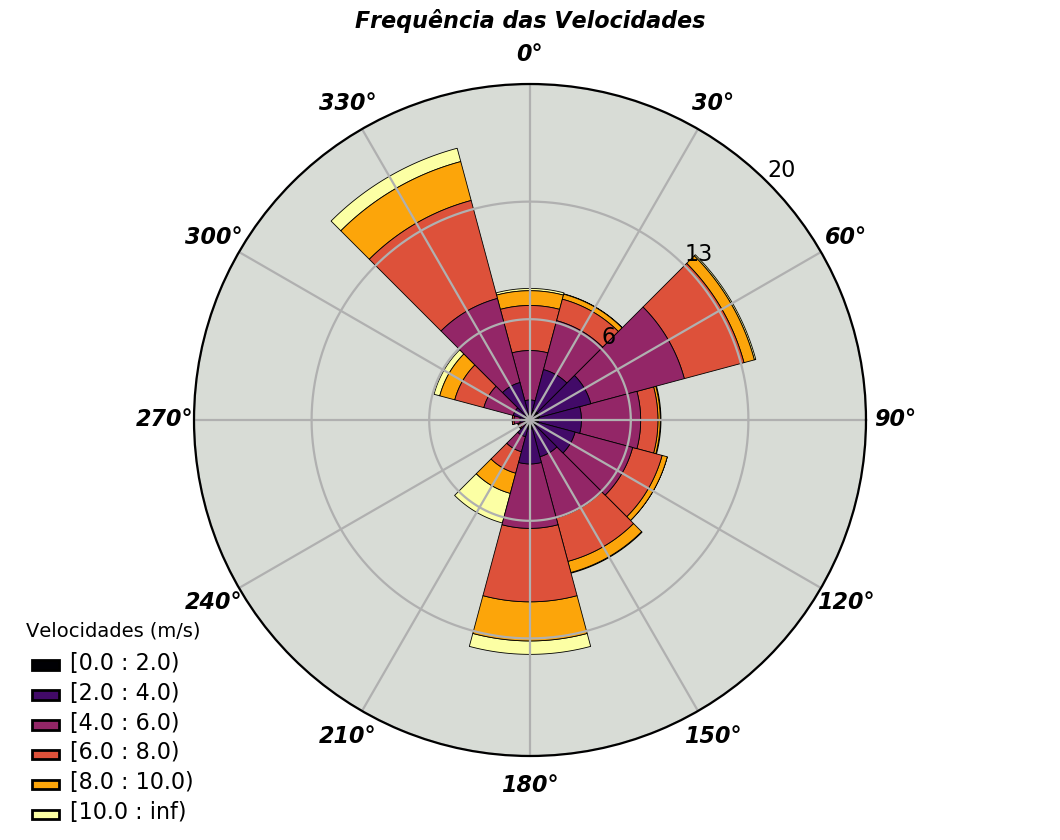 Frequência das Velocidades
0°
330°
30°
20
300°
60°
13
6
270°
90°
240°
120°
210°
150°
180°
Velocidades (m/s)
[0.0 : 2.0)
[2.0 : 4.0)
[4.0 : 6.0)
[6.0 : 8.0)
[8.0 : 10.0)
[10.0 : inf)